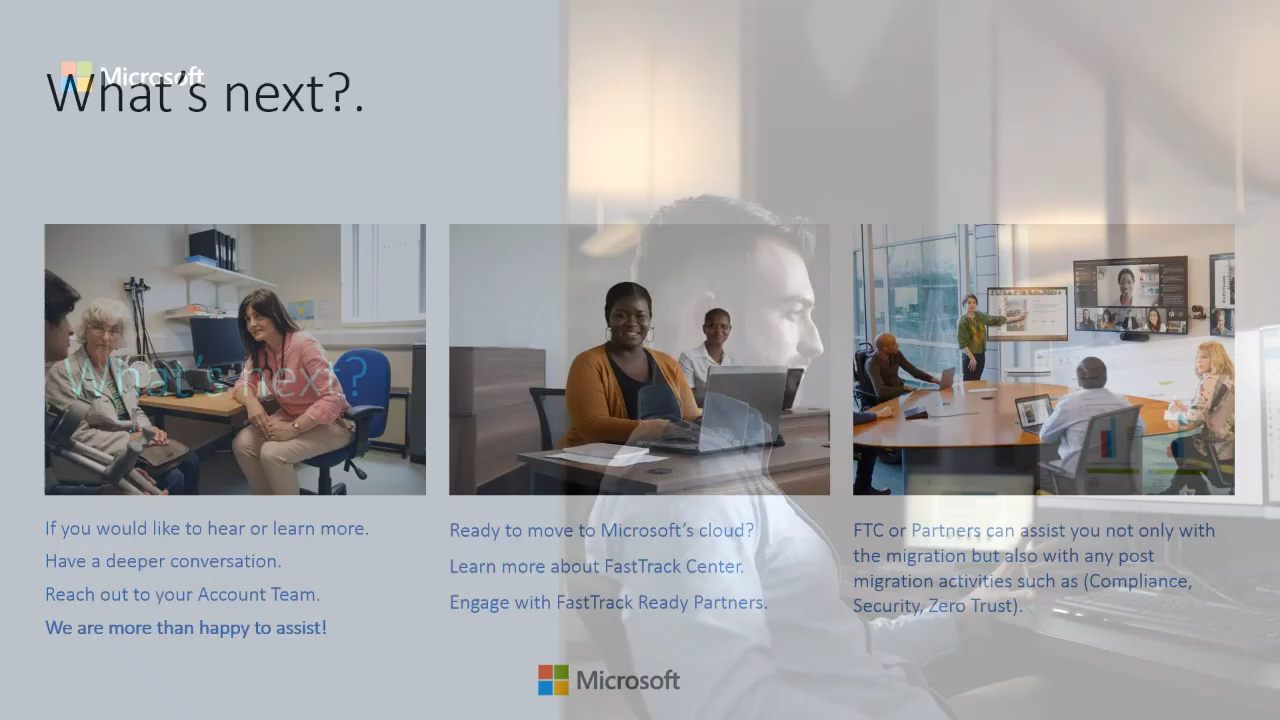 Microsoft
What's next?.
What's next?
If you would like to hear or learn more.
Have a deeper conversation.
Reach out to your Account Team.
We are more than happy to assist!
Ready to move to Microsoft's cloud?
Learn more about FastTrack Center.
Engage with FastTrack Ready Partners.
FTC or Partners can assist you not only with
the migration but also with any post
migration activities such as (Compliance,
Security, Zero Trust).
Microsoft